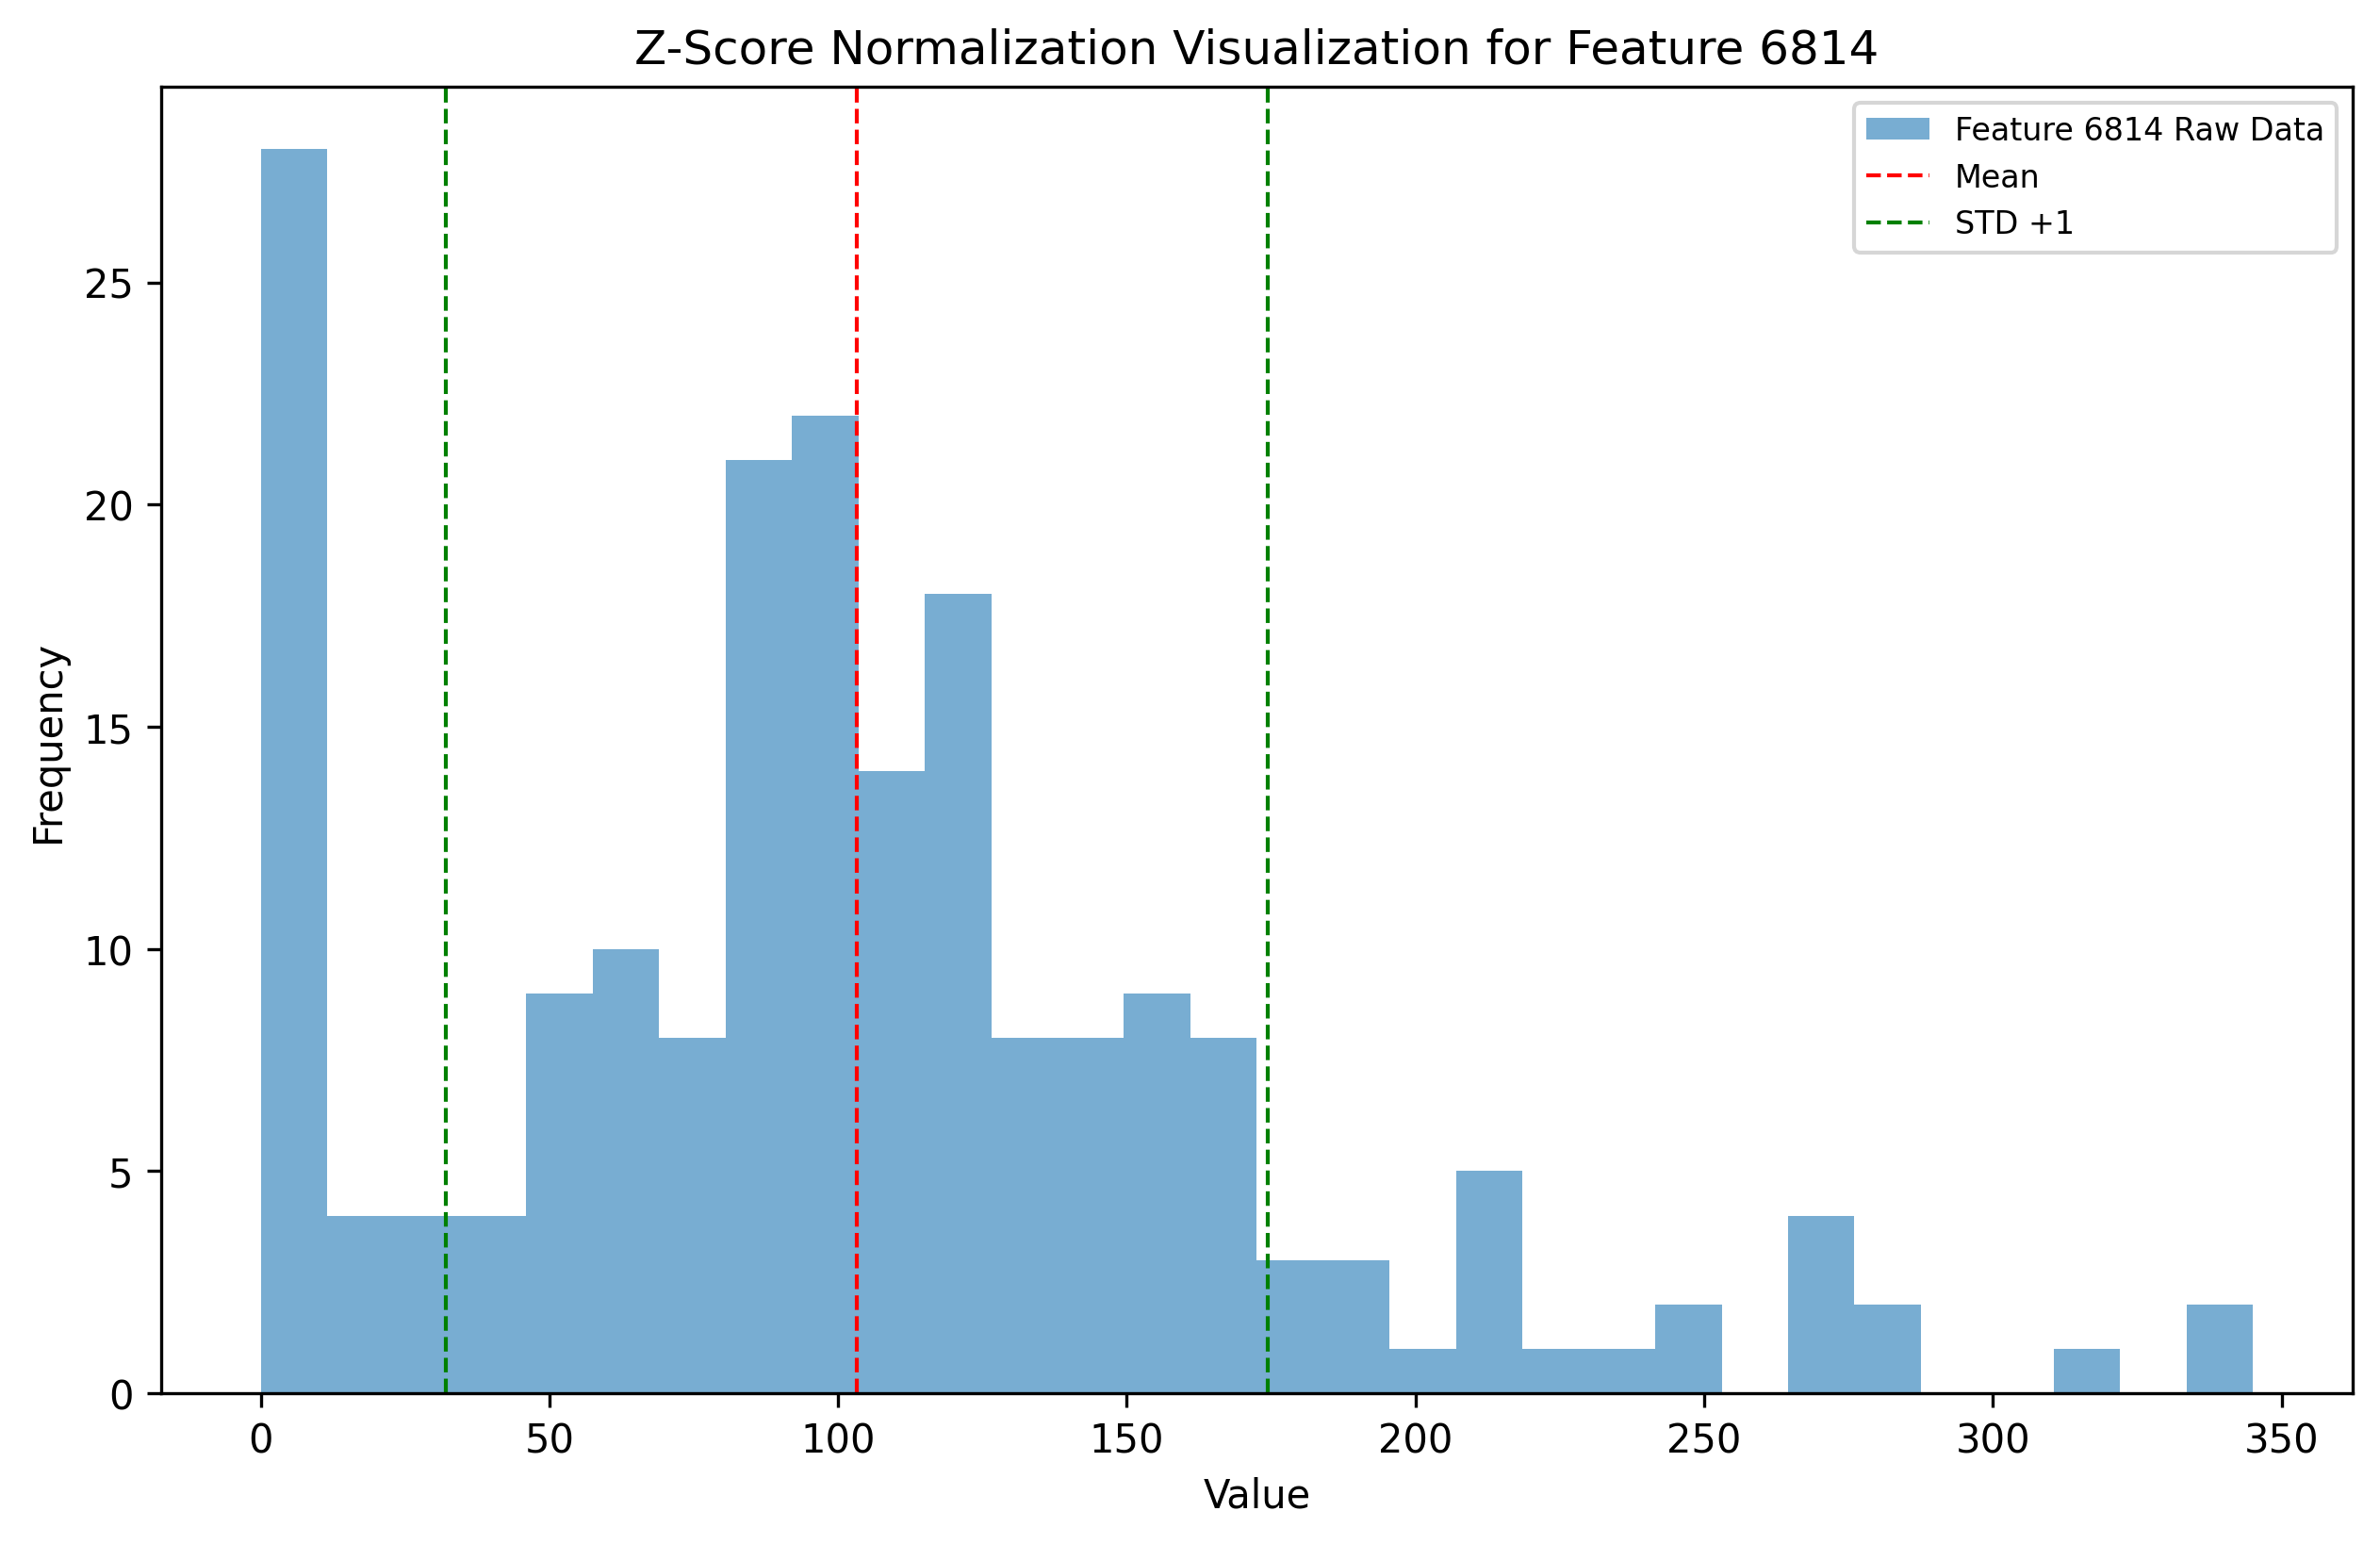 Z-Score Normalization Visualization for Feature 6814
Feature 6814 Raw Data
Mean
STD +1
Frequency
25
20
15
10
5
0
0 50 100 150 200 250 300 350
Value